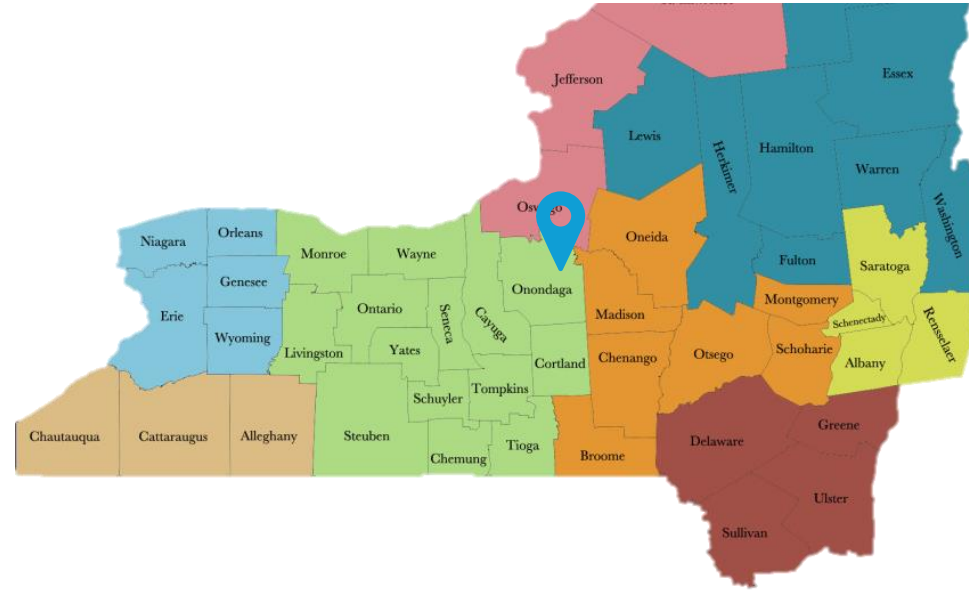 Jefferson
Essex
Lewis
Herkimer
Hamilton
Warren
Washington
Oneida
Niagara
Orleans
Monroe
Wayne
Fulton
Saratoga
Genesee
Onondaga
Erie
Ontario
Seneca
Cayuga
Madison
Montgomery
Schenectady
Rensselaer
Wyoming
Livingston
Yates
Cortland
Chenango
Otsego
Schoharie
Albany
Tompkins
Schuyler
Chautauqua
Cattaraugus
Alleghany
Steuben
Tioga
Chemung
Broome
Delaware
Greene
Ulster
Sullivan